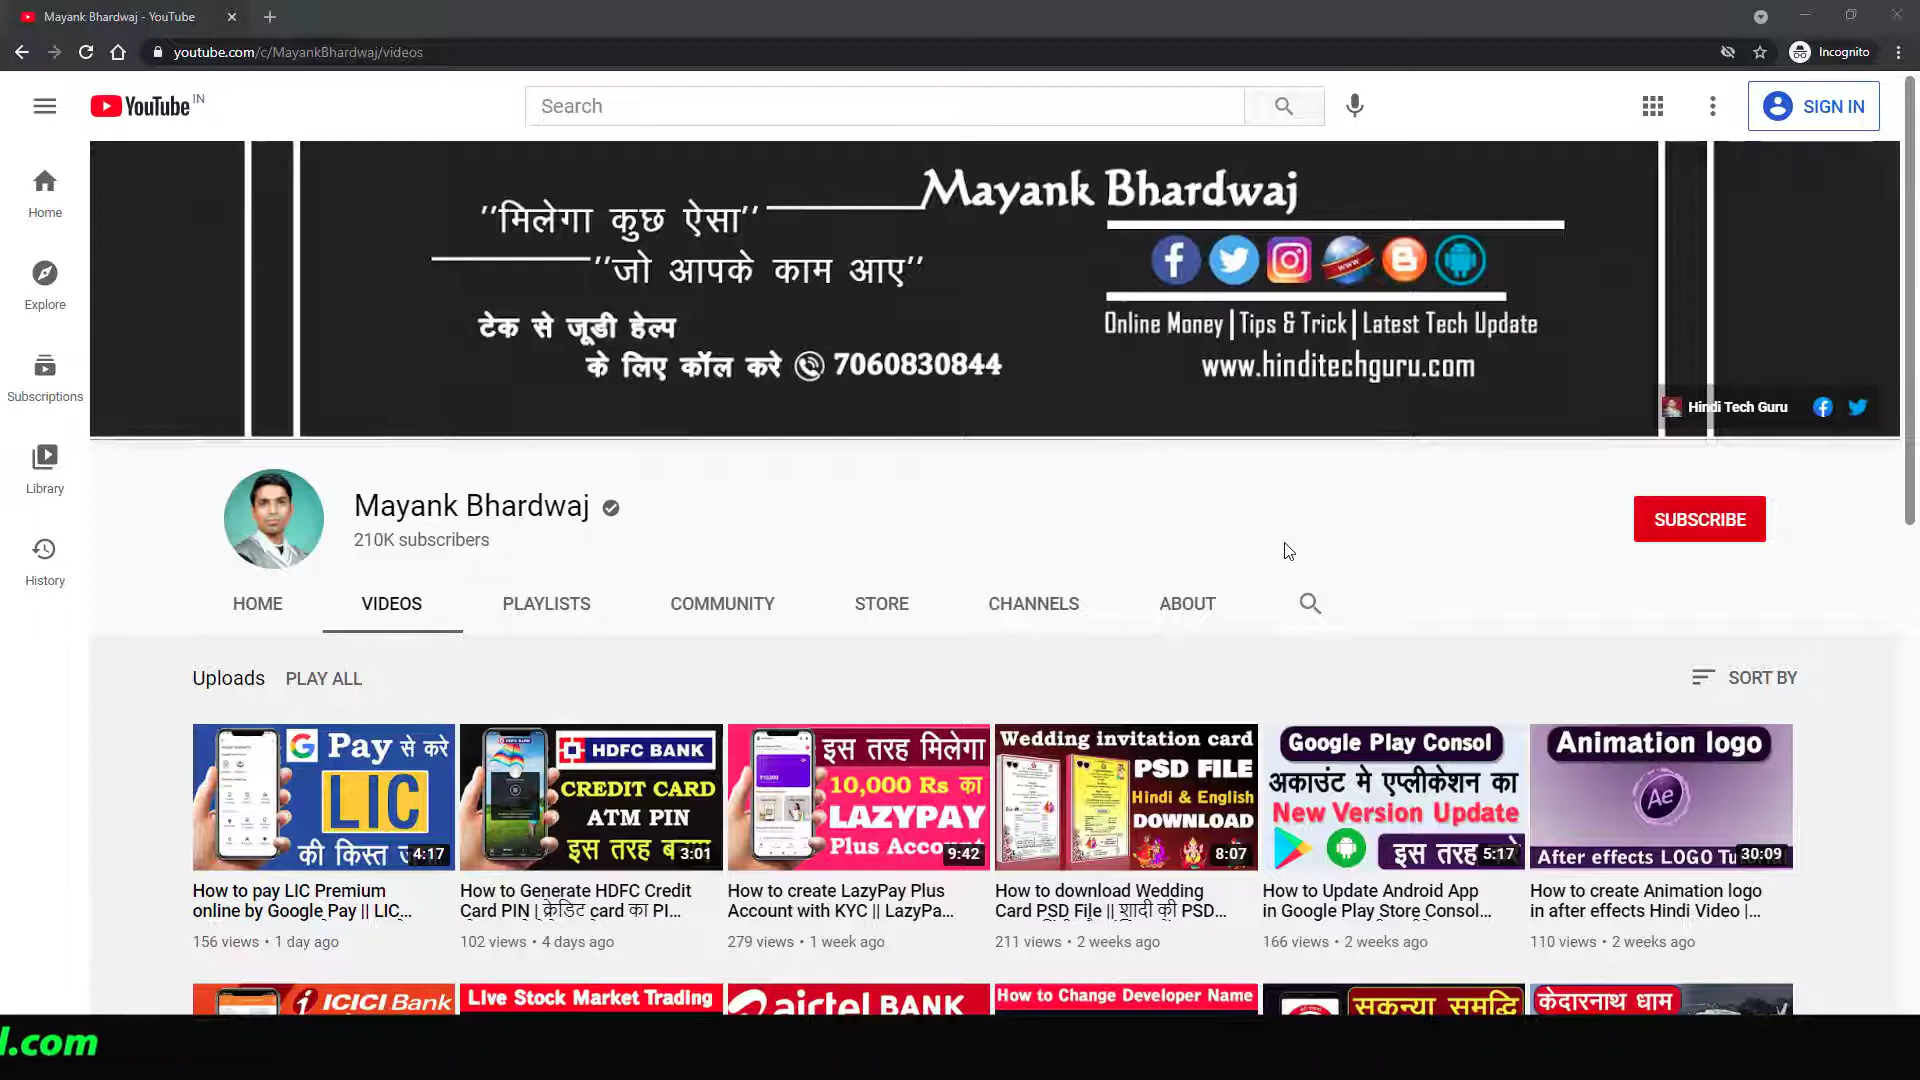 Mayank Bhardwaj - YouTube
youtube.com/c/MayankBhardwaj/videos
Incognito
YouTube IN
Search
SIGN IN
Home
Explore
Subscriptions
Library
History
Mayank Bhardwaj
"मिलेगा कुछ ऐसा"
"जो आपके काम आए"
टेक से जूडी हेल्प
के लिए कॉल करे 7060830844
www
Online Money | Tips & Trick | Latest Tech Update
www.hinditechguru.com
Hindi Tech Guru
Mayank Bhardwaj
210K subscribers
SUBSCRIBE
HOME VIDEOS PLAYLISTS COMMUNITY STORE CHANNELS ABOUT
Uploads PLAY ALL
SORT BY
G Pay से करे
LIC
की किस्त
4:17
How to pay LIC Premium
online by Google Pay || LIC...
156 views • 1 day ago
HDFC BANK
CREDIT CARD
ATM PIN
इस तरह
3:01
How to Generate HDFC Credit
Card PIN | क्रेडिट card का PI...
102 views • 4 days ago
इस तरह मिलेगा
10,000 Rs का
LAZYPAY
Plus
9:42
How to create LazyPay Plus
Account with KYC || LazyPa...
279 views • 1 week ago
Wedding invitation card
PSD FILE
Hindi & English
DOWNLOAD
8:07
How to download Wedding
Card PSD File || शादी की PSD...
211 views • 2 weeks ago
Google Play Consol
अकाउंट मे एप्लीकेशन का
New Version Update
इस तरह
5:17
How to Update Android App
in Google Play Store Consol...
166 views • 2 weeks ago
Animation logo
Ae
After effects LOGO
30:09
How to create Animation logo
in after effects Hindi Video |...
110 views • 2 weeks ago
ICICI Bank
Live Stock Market Trading
airtel BANK
How to Change Developer Name
सुकन्या समृद्धि
केदारनाथ धाम
.com